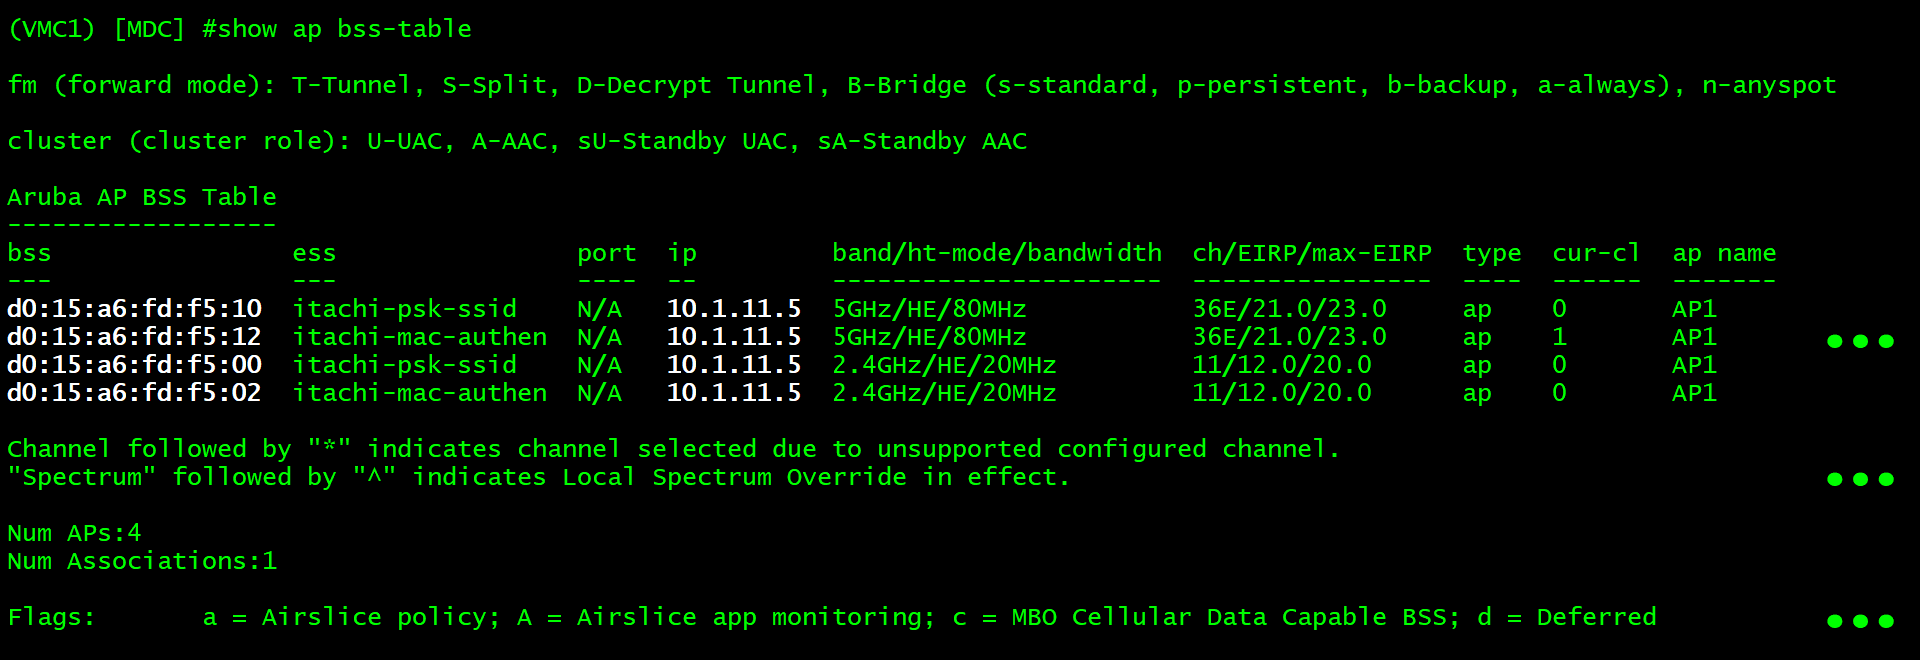 (VMC1) [MDC] #show ap bss-table
fm (forward mode): T-Tunnel, S-Split, D-Decrypt Tunnel, B-Bridge (s-standard, p-persistent, b-backup, a-always), n-anyspot
cluster (cluster role): U-UAC, A-AAC, sU-Standby UAC, sA-Standby AAC
Aruba AP BSS Table
------------------
bss                ess                port  ip         band/ht-mode/bandwidth  ch/EIRP/max-EIRP  type  cur-cl  ap name
---                ---                ----  --         ----------------------  ----------------  ----  ------  -------
d0:15:a6:fd:f5:10  itachi-psk-ssid    N/A   10.1.11.5  5GHz/HE/80MHz           36E/21.0/23.0     ap    0       AP1
d0:15:a6:fd:f5:12  itachi-mac-authen  N/A   10.1.11.5  5GHz/HE/80MHz           36E/21.0/23.0     ap    1       AP1       •••
d0:15:a6:fd:f5:00  itachi-psk-ssid    N/A   10.1.11.5  2.4GHz/HE/20MHz         11/12.0/20.0      ap    0       AP1
d0:15:a6:fd:f5:02  itachi-mac-authen  N/A   10.1.11.5  2.4GHz/HE/20MHz         11/12.0/20.0      ap    0       AP1
Channel followed by "*" indicates channel selected due to unsupported configured channel.
"Spectrum" followed by "^" indicates Local Spectrum Override in effect. •••
Num APs:4
Num Associations:1
Flags:       a = Airslice policy; A = Airslice app monitoring; c = MBO Cellular Data Capable BSS; d = Deferred •••